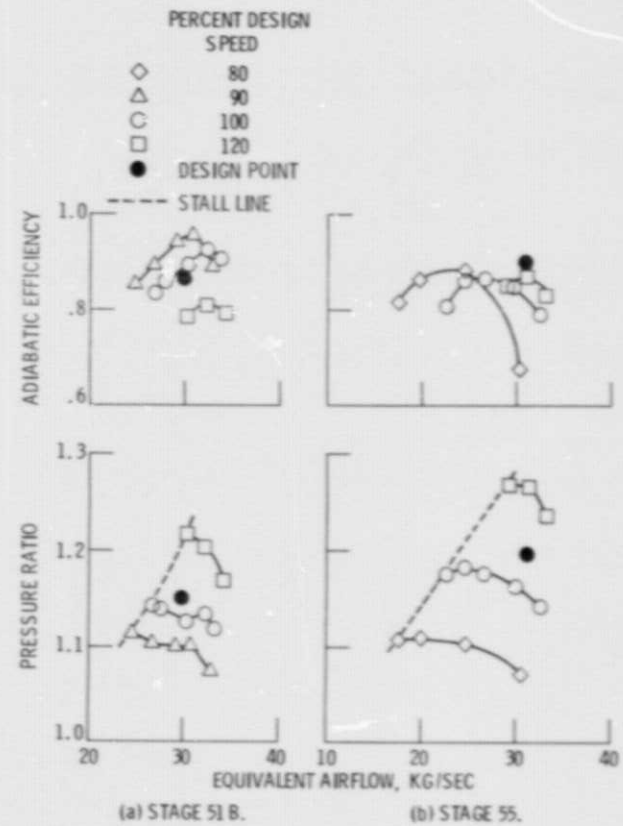 PERCENT DESIGN
SPEED
80
90
100
120
DESIGN POINT
STALL LINE
ADIABATIC EFFICIENCY
1.0
.8
.6
PRESSURE RATIO
1.3
1.2
1.1
1.0
20 30 40 10 20 30 40
EQUIVALENT AIRFLOW, KG/SEC
(a) STAGE 51 B. (b) STAGE 55.